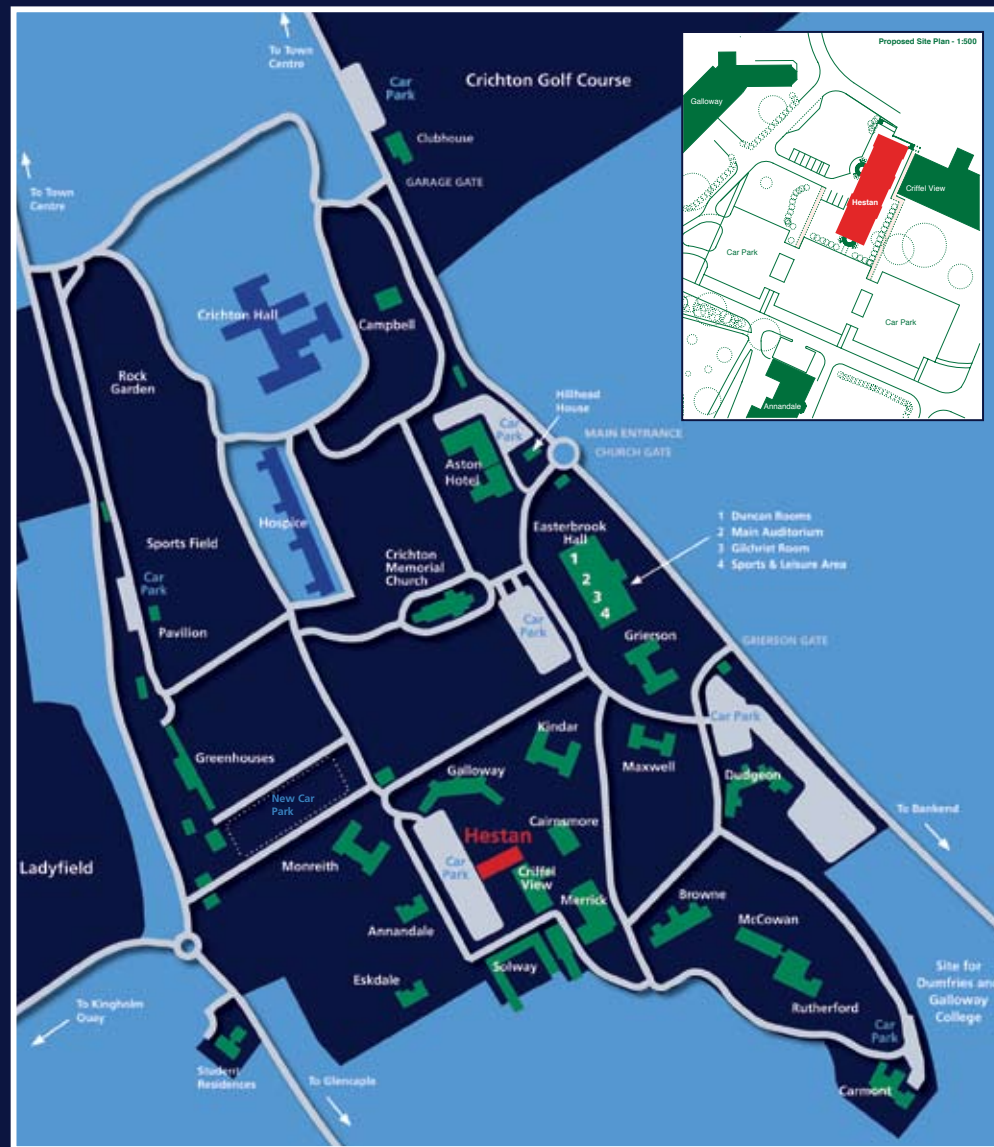 To Town
Centre
Car
Park
Crichton Golf Course
Clubhouse
GARAGE GATE
To Town
Centre
Crichton Hall
Campbell
Rock
Garden
Hillhead
House
Car
Park
MAIN ENTRANCE
CHURCH GATE
Aston
Hotel
Hospice
Easterbrook
Hall
1
2
3
4
1 Duncan Rooms
2 Main Auditorium
3 Gilchrist Room
4 Sports & Leisure Area
Sports Field
Crichton
Memorial
Church
Car
Park
Pavilion
Car
Park
Grierson
GRIERSON GATE
Car Park
Kindar
Maxwell
Dudgeon
Greenhouses
Galloway
New Car
Park
To Bankend
Hestan
Cairnsmore
Car
Park
Criffel
View
Monreith
Ladyfield
Merrick
Browne
McCowan
Annandale
Solway
Eskdale
Rutherford
Site for
Dumfries and
Galloway
College
To Kingholm
Quay
Car
Park
Student
Residences
To Glencaple
Carmont
Proposed Site Plan - 1:500
Galloway
Criffel View
Hestan
Car Park
Car Park
Annandale